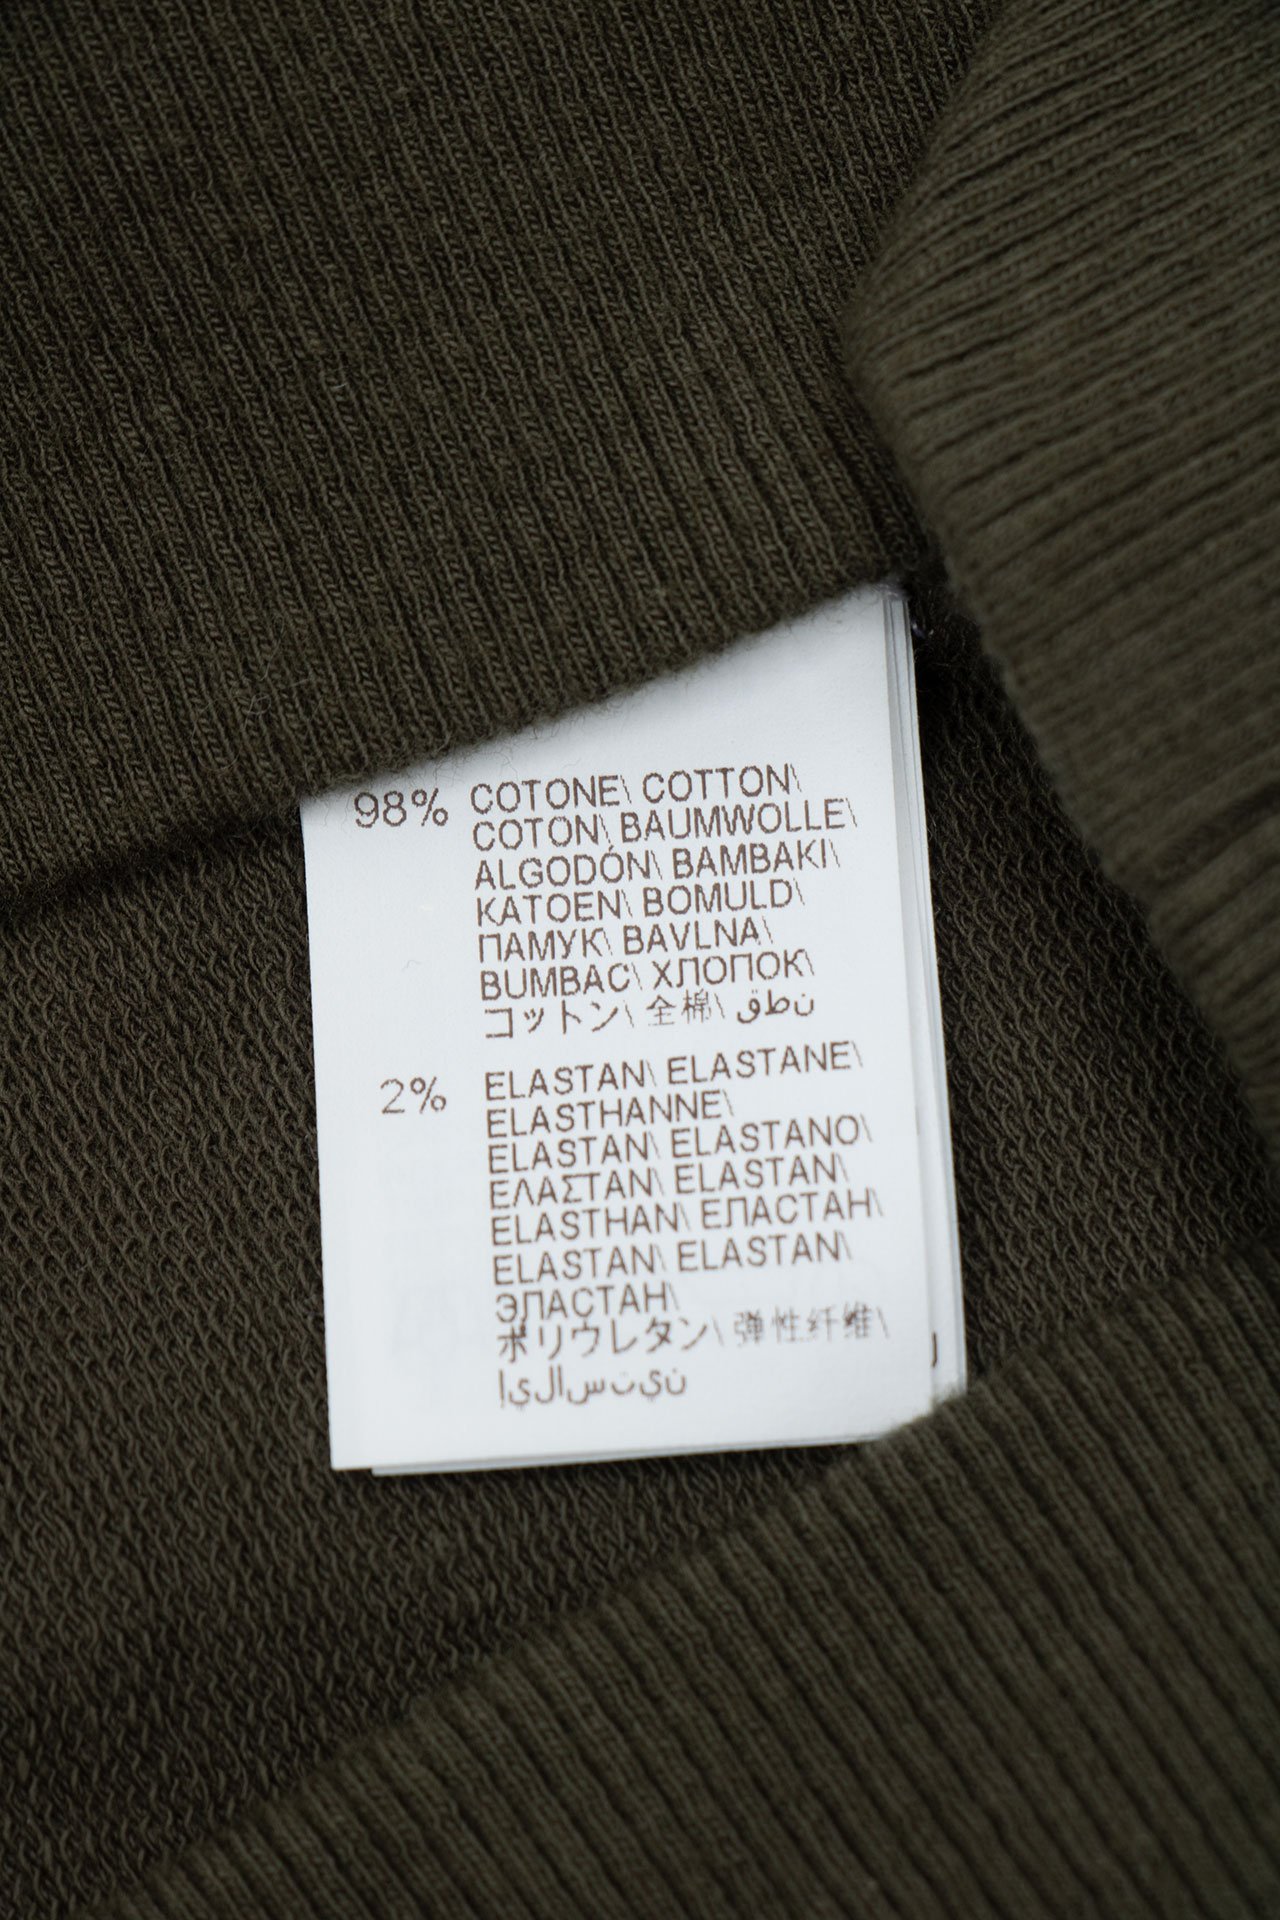 98% COTONE\ COTTON\
COTON\ BAUMWOLLE\
ALGODÓN\ BAMBAKI\
KATOEN\ BOMULD\
ПАМУК\ BAVLNA\
BUMBAC\ ХЛОПОК\
コットン\ 全棉\ قطن
2% ELASTAN\ ELASTANE\
ELASTHANNE\
ELASTAN\ ELASTANO\
ΕΛΑΣΤΑΝ\ ELASTAN\
ELASTHAN\ ЕЛАСТАН\
ELASTAN\ ELASTAN\
ЭЛАСТАН\
ポリウレタン\ 弹性纤维\
إيلاستين